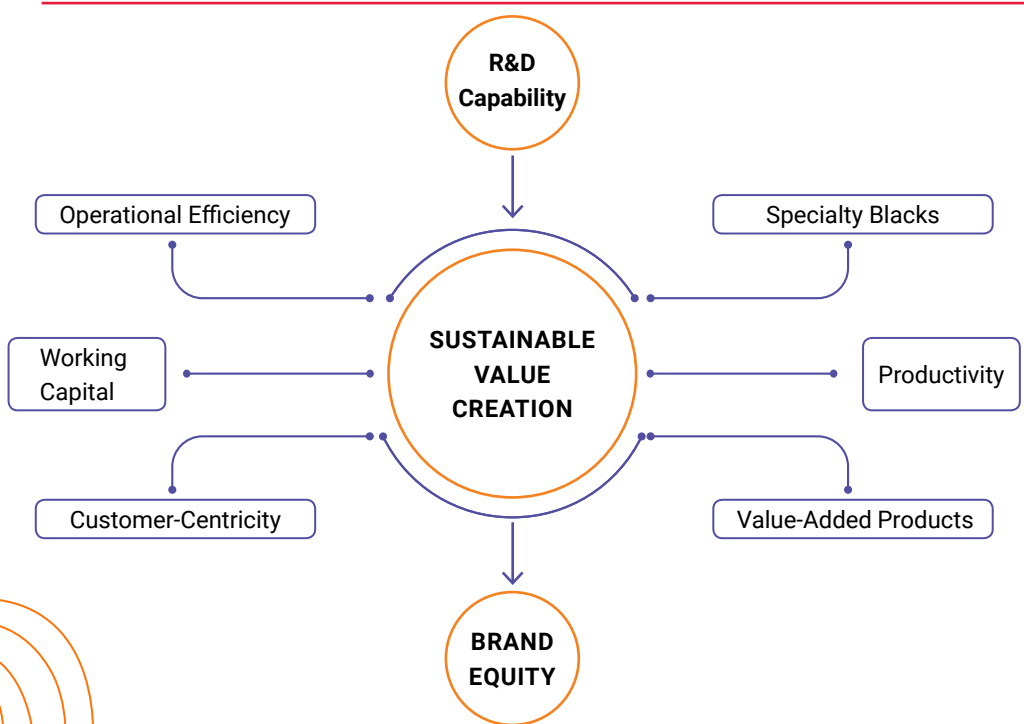 R&D
Capability
Operational Efficiency
Specialty Blacks
SUSTAINABLE
VALUE
CREATION
Working
Capital
Productivity
Customer-Centricity
Value-Added Products
BRAND
EQUITY